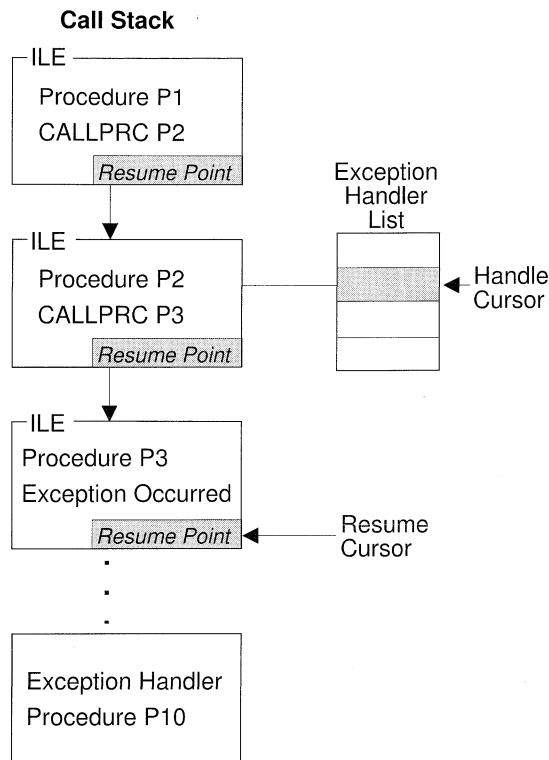 Call Stack
ILE
Procedure P1
CALLPRC P2
Resume Point
Exception
Handler
List
ILE
Procedure P2
CALLPRC P3
Resume Point
Handle
Cursor
ILE
Procedure P3
Exception Occurred
Resume Point
Resume
Cursor
Exception Handler
Procedure P10